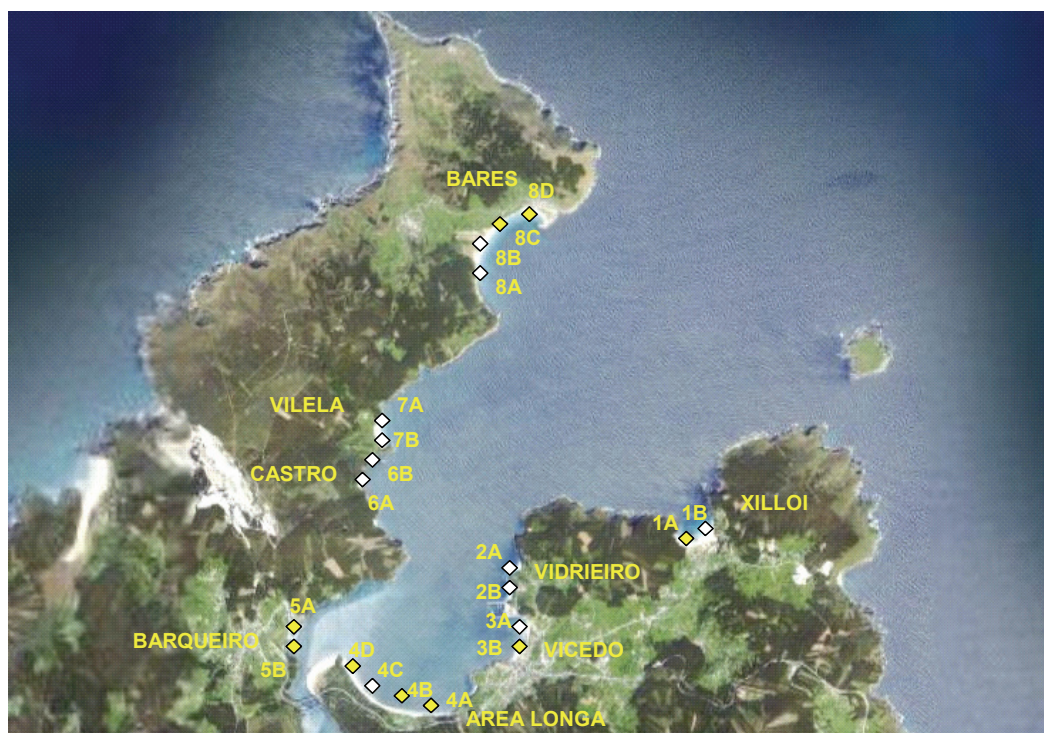 BARES
8D
8C
8B
8A
VILELA
7A
7B
CASTRO
6B
6A
XILLOI
1B
1A
2A
VIDRIEIRO
2B
3A
3B
VICEDO
5A
BARQUEIRO
5B
4D
4C
4B
4A
AREA LONGA